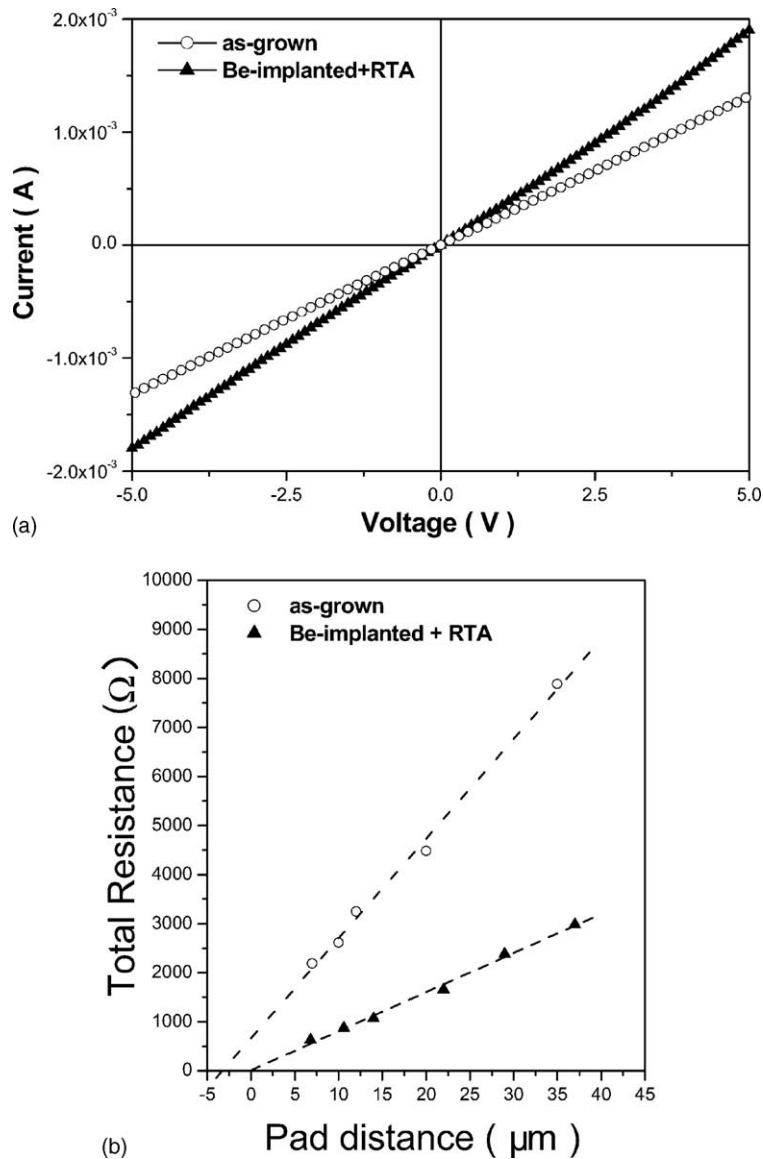 2.0x10⁻³
as-grown
Be-implanted+RTA
1.0x10⁻³
0.0
-1.0x10⁻³
-2.0x10⁻³
Current ( A )
-5.0 -2.5 0.0 2.5 5.0
Voltage ( V )
(a)
10000
as-grown
Be-implanted + RTA
9000
8000
7000
6000
5000
4000
3000
2000
1000
0
Total Resistance (Ω)
-5 0 5 10 15 20 25 30 35 40 45
Pad distance ( μm )
(b)